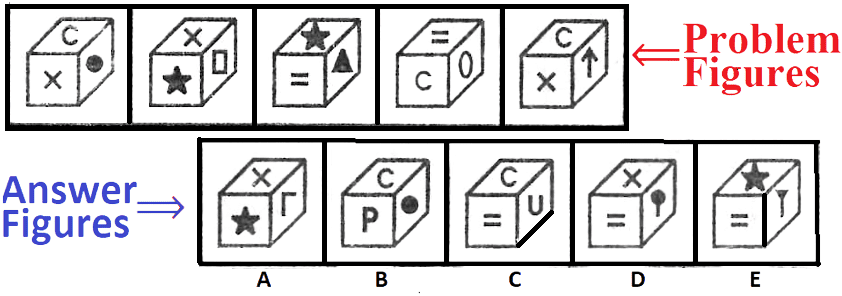 C X ★ = C
X ● ★ = ▲ C X ↑
Problem
Figures
X C C X ★
★ Γ P ● = U = =
Answer
Figures
A B C D E